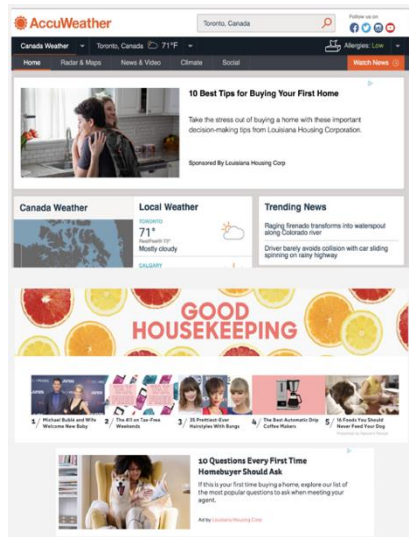 AccuWeather
Toronto, Canada
Follow us on
Canada Weather Toronto, Canada 71°F Allergies: Low
Home Radar & Maps News & Video Climate Social Watch News
10 Best Tips for Buying Your First Home
Take the stress out of buying a home with these important
decision-making tips from Louisiana Housing Corporation.
Sponsored By Louisiana Housing Corp
Canada Weather
Local Weather
TORONTO
71°
RealFeel® 73°
Mostly cloudy
CALGARY
Trending News
Raging firenado transforms into waterspout
along Colorado river
Driver barely avoids collision with car sliding
spinning on rainy highway
GOOD
HOUSEKEEPING
1/ Michael Buble and Wife
Welcome New Baby
2/ The 411 on Tax-Free
Weekends
3/ 35 Prettiest-Ever
Hairstyles With Bangs
4/ The Best Automatic Drip
Coffee Makers
5/ 16 Foods You Should
Never Feed Your Dog
10 Questions Every First Time
Homebuyer Should Ask
If this is your first time buying a home, explore our list of
the most popular questions to ask when meeting your
agent.
Ad by Louisiana Housing Corp